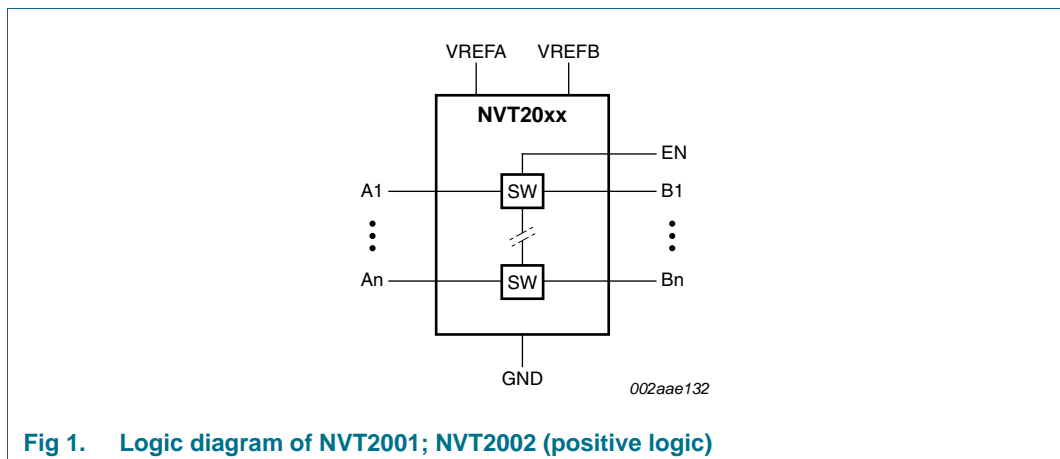 VREFA VREFB
NVT20xx
EN
A1 SW B1
An SW Bn
GND
002aae132
Fig 1. Logic diagram of NVT2001; NVT2002 (positive logic)